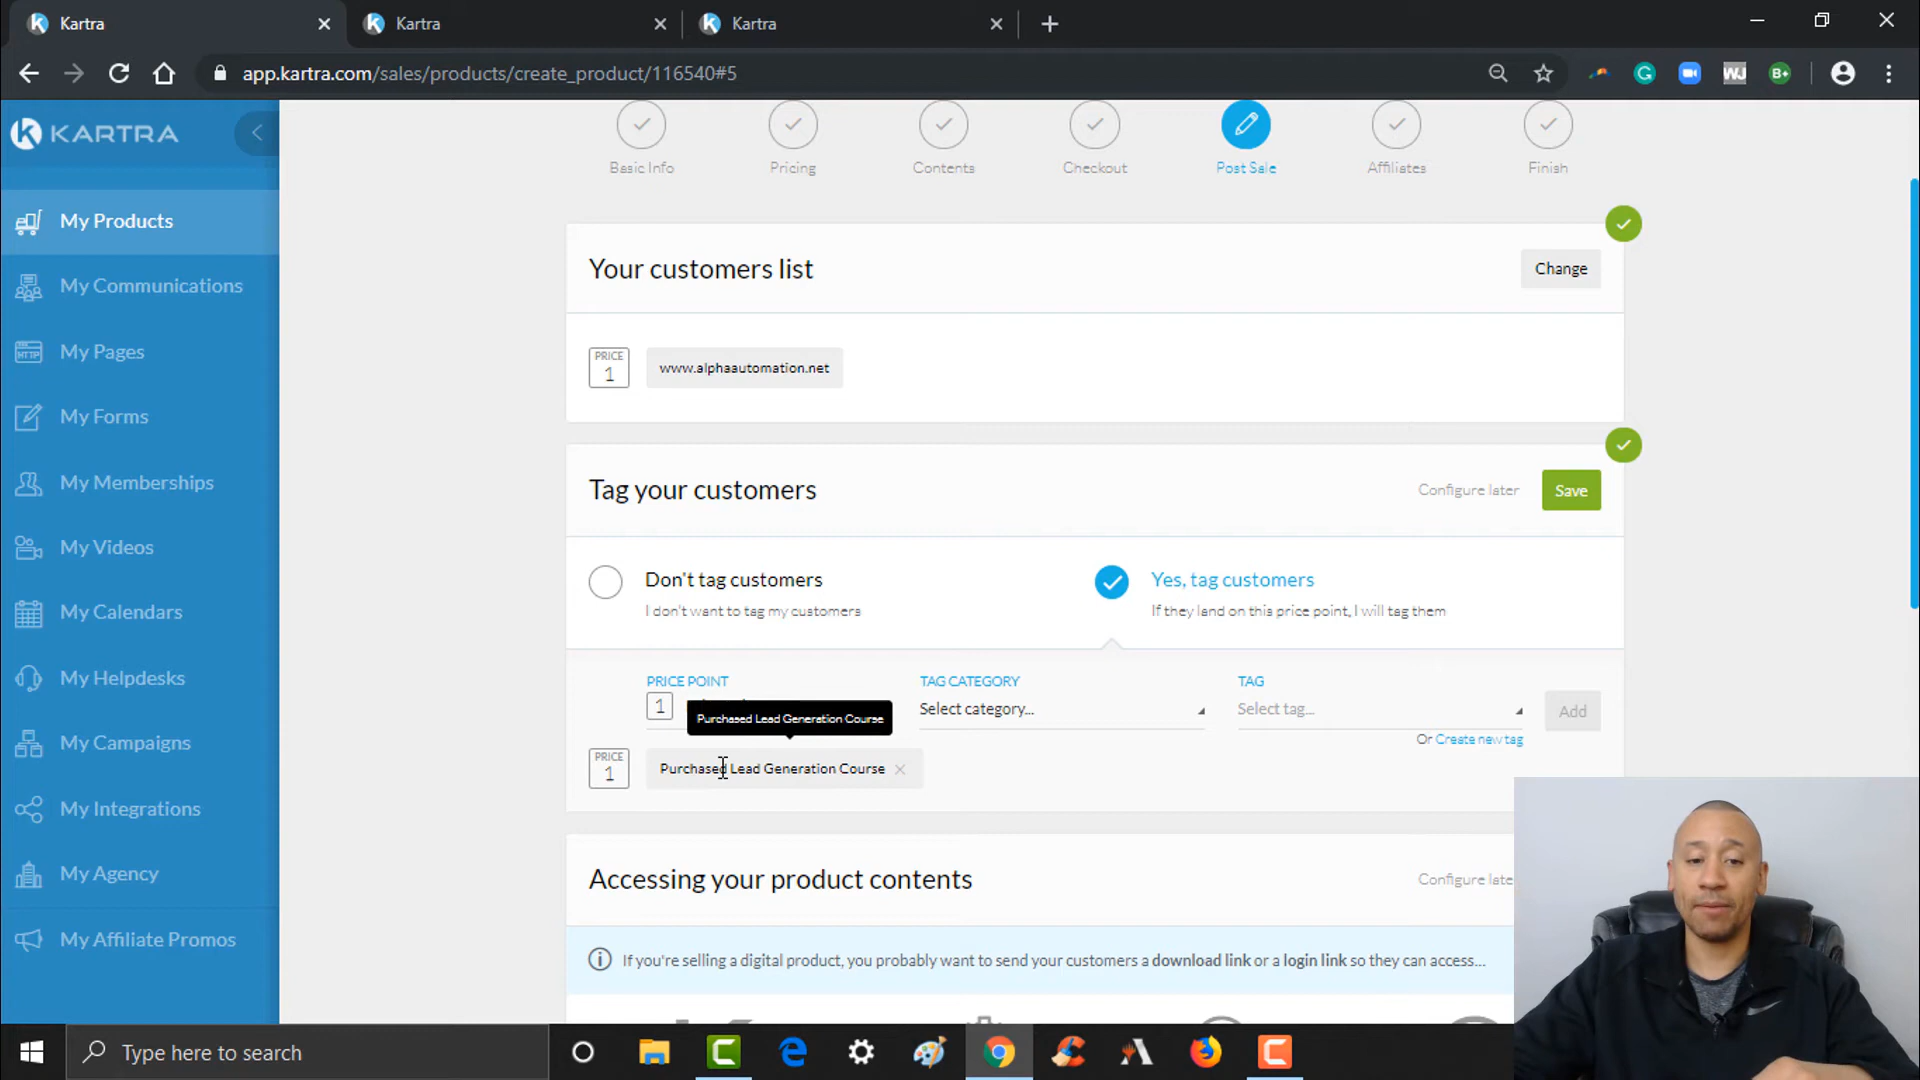 Kartra
Kartra
Kartra
app.kartra.com/sales/products/create_product/116540#5
WJ
B+
KARTRA
Basic Info
Pricing
Contents
Checkout
Post Sale
Affiliates
Finish
My Products
My Communications
HTTP
My Pages
My Forms
My Memberships
My Videos
My Calendars
My Helpdesks
My Campaigns
My Integrations
My Agency
My Affiliate Promos
Your customers list
Change
PRICE
1
www.alphaautomation.net
Tag your customers
Configure later
Save
Don't tag customers
I don't want to tag my customers
Yes, tag customers
If they land on this price point, I will tag them
PRICE POINT
1
TAG CATEGORY
Select category...
TAG
Select tag...
Add
Or Create new tag
Purchased Lead Generation Course
PRICE
1
Purchased Lead Generation Course
Accessing your product contents
Configure late
If you're selling a digital product, you probably want to send your customers a download link or a login link so they can access...
Type here to search